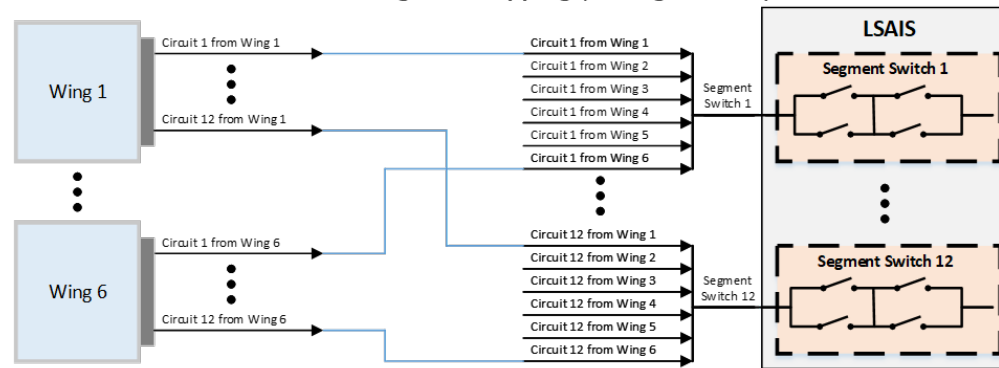 LSAIS
Wing 1
Circuit 1 from Wing 1
Circuit 12 from Wing 1
Wing 6
Circuit 1 from Wing 6
Circuit 12 from Wing 6
Circuit 1 from Wing 1
Circuit 1 from Wing 2
Circuit 1 from Wing 3
Circuit 1 from Wing 4
Circuit 1 from Wing 5
Circuit 1 from Wing 6
Segment
Switch 1
Segment Switch 1
Circuit 12 from Wing 1
Circuit 12 from Wing 2
Circuit 12 from Wing 3
Circuit 12 from Wing 4
Circuit 12 from Wing 5
Circuit 12 from Wing 6
Segment
Switch 12
Segment Switch 12